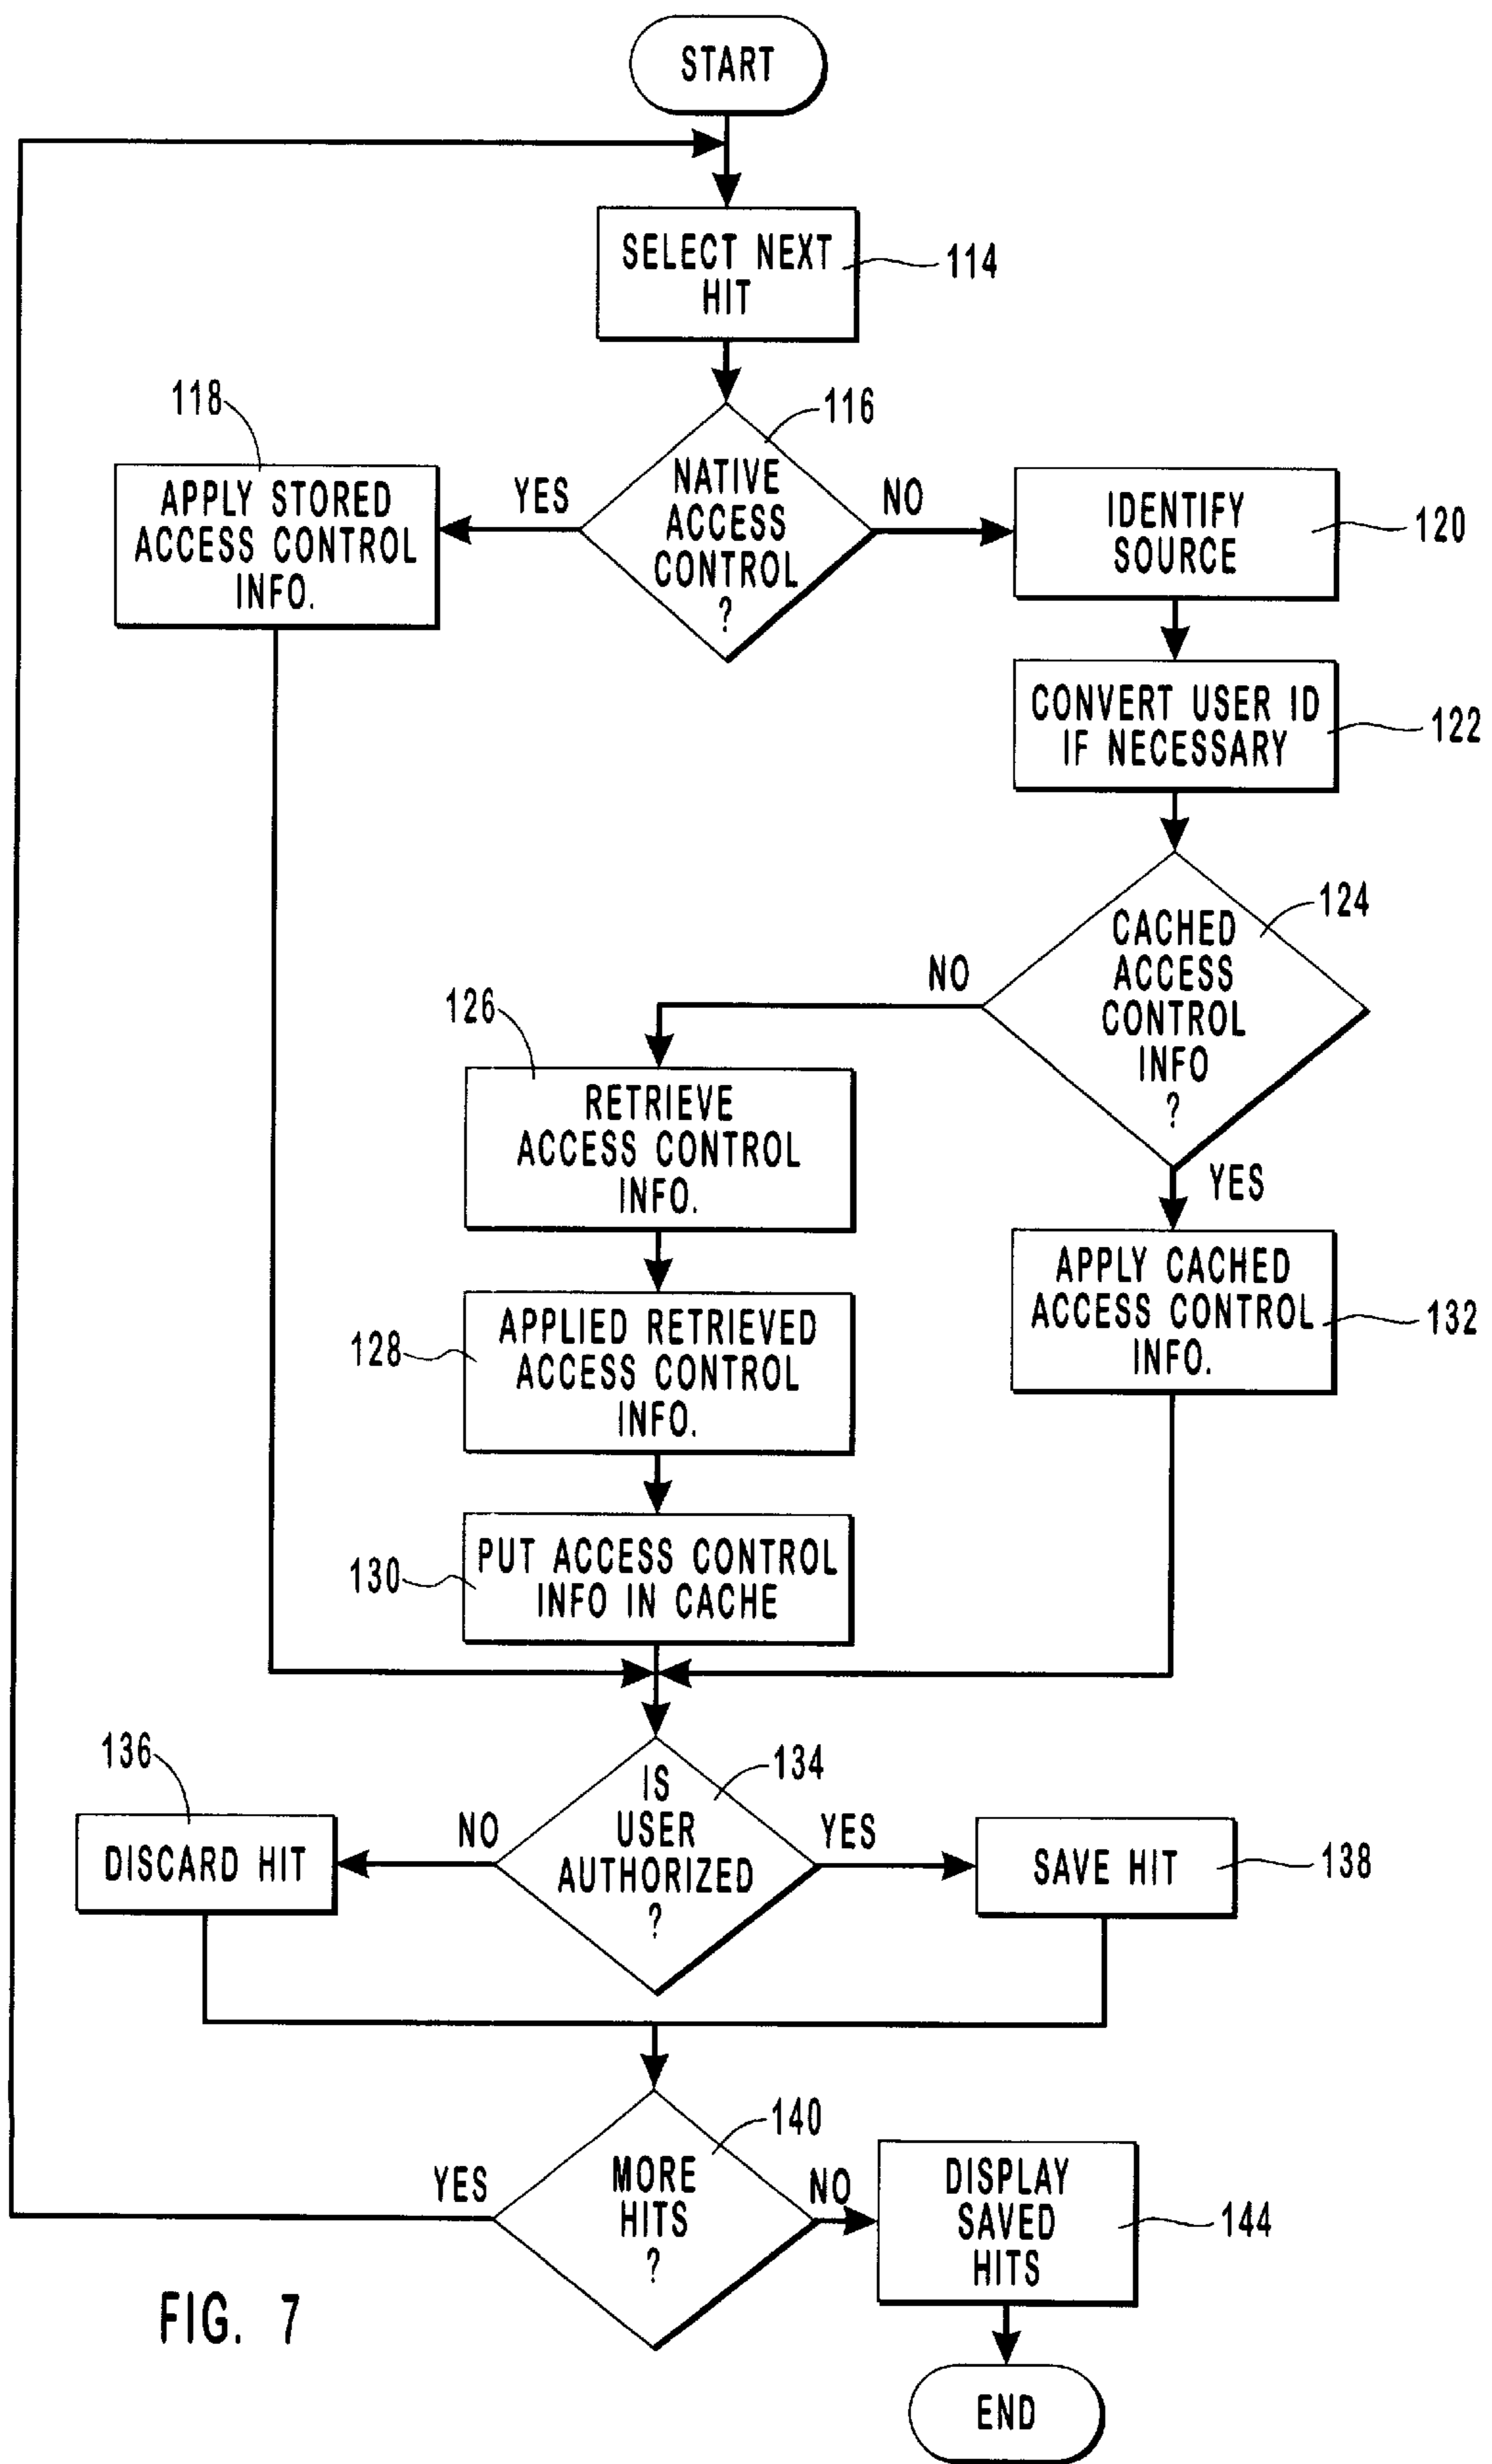 START
SELECT NEXT
HIT
114
116
118
NATIVE
ACCESS
CONTROL
?
YES
NO
APPLY STORED
ACCESS CONTROL
INFO.
IDENTIFY
SOURCE
120
CONVERT USER ID
IF NECESSARY
122
CACHED
ACCESS
CONTROL
INFO
?
124
NO
YES
126
RETRIEVE
ACCESS CONTROL
INFO.
APPLIED RETRIEVED
ACCESS CONTROL
INFO.
128
APPLY CACHED
ACCESS CONTROL
INFO.
132
PUT ACCESS CONTROL
INFO IN CACHE
130
IS
USER
AUTHORIZED
?
134
136
NO
YES
DISCARD HIT
SAVE HIT
138
MORE
HITS
?
140
YES
NO
DISPLAY
SAVED
HITS
144
FIG. 7
END